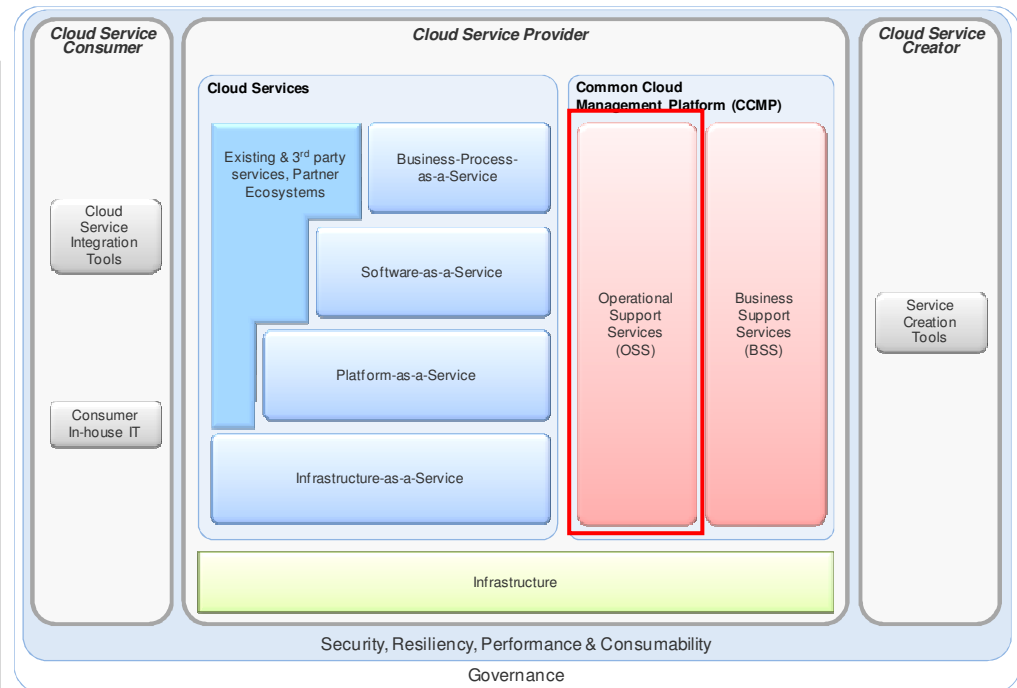 Cloud Service
Consumer
Cloud Service Provider
Cloud Service
Creator
Cloud Services
Common Cloud
Management Platform (CCMP)
Existing & 3rd party
services, Partner
Ecosystems
Business-Process-
as-a-Service
Cloud
Service
Integration
Tools
Software-as-a-Service
Operational
Support
Services
(OSS)
Business
Support
Services
(BSS)
Service
Creation
Tools
Platform-as-a-Service
Consumer
In-house IT
Infrastructure-as-a-Service
Infrastructure
Security, Resiliency, Performance & Consumability
Governance